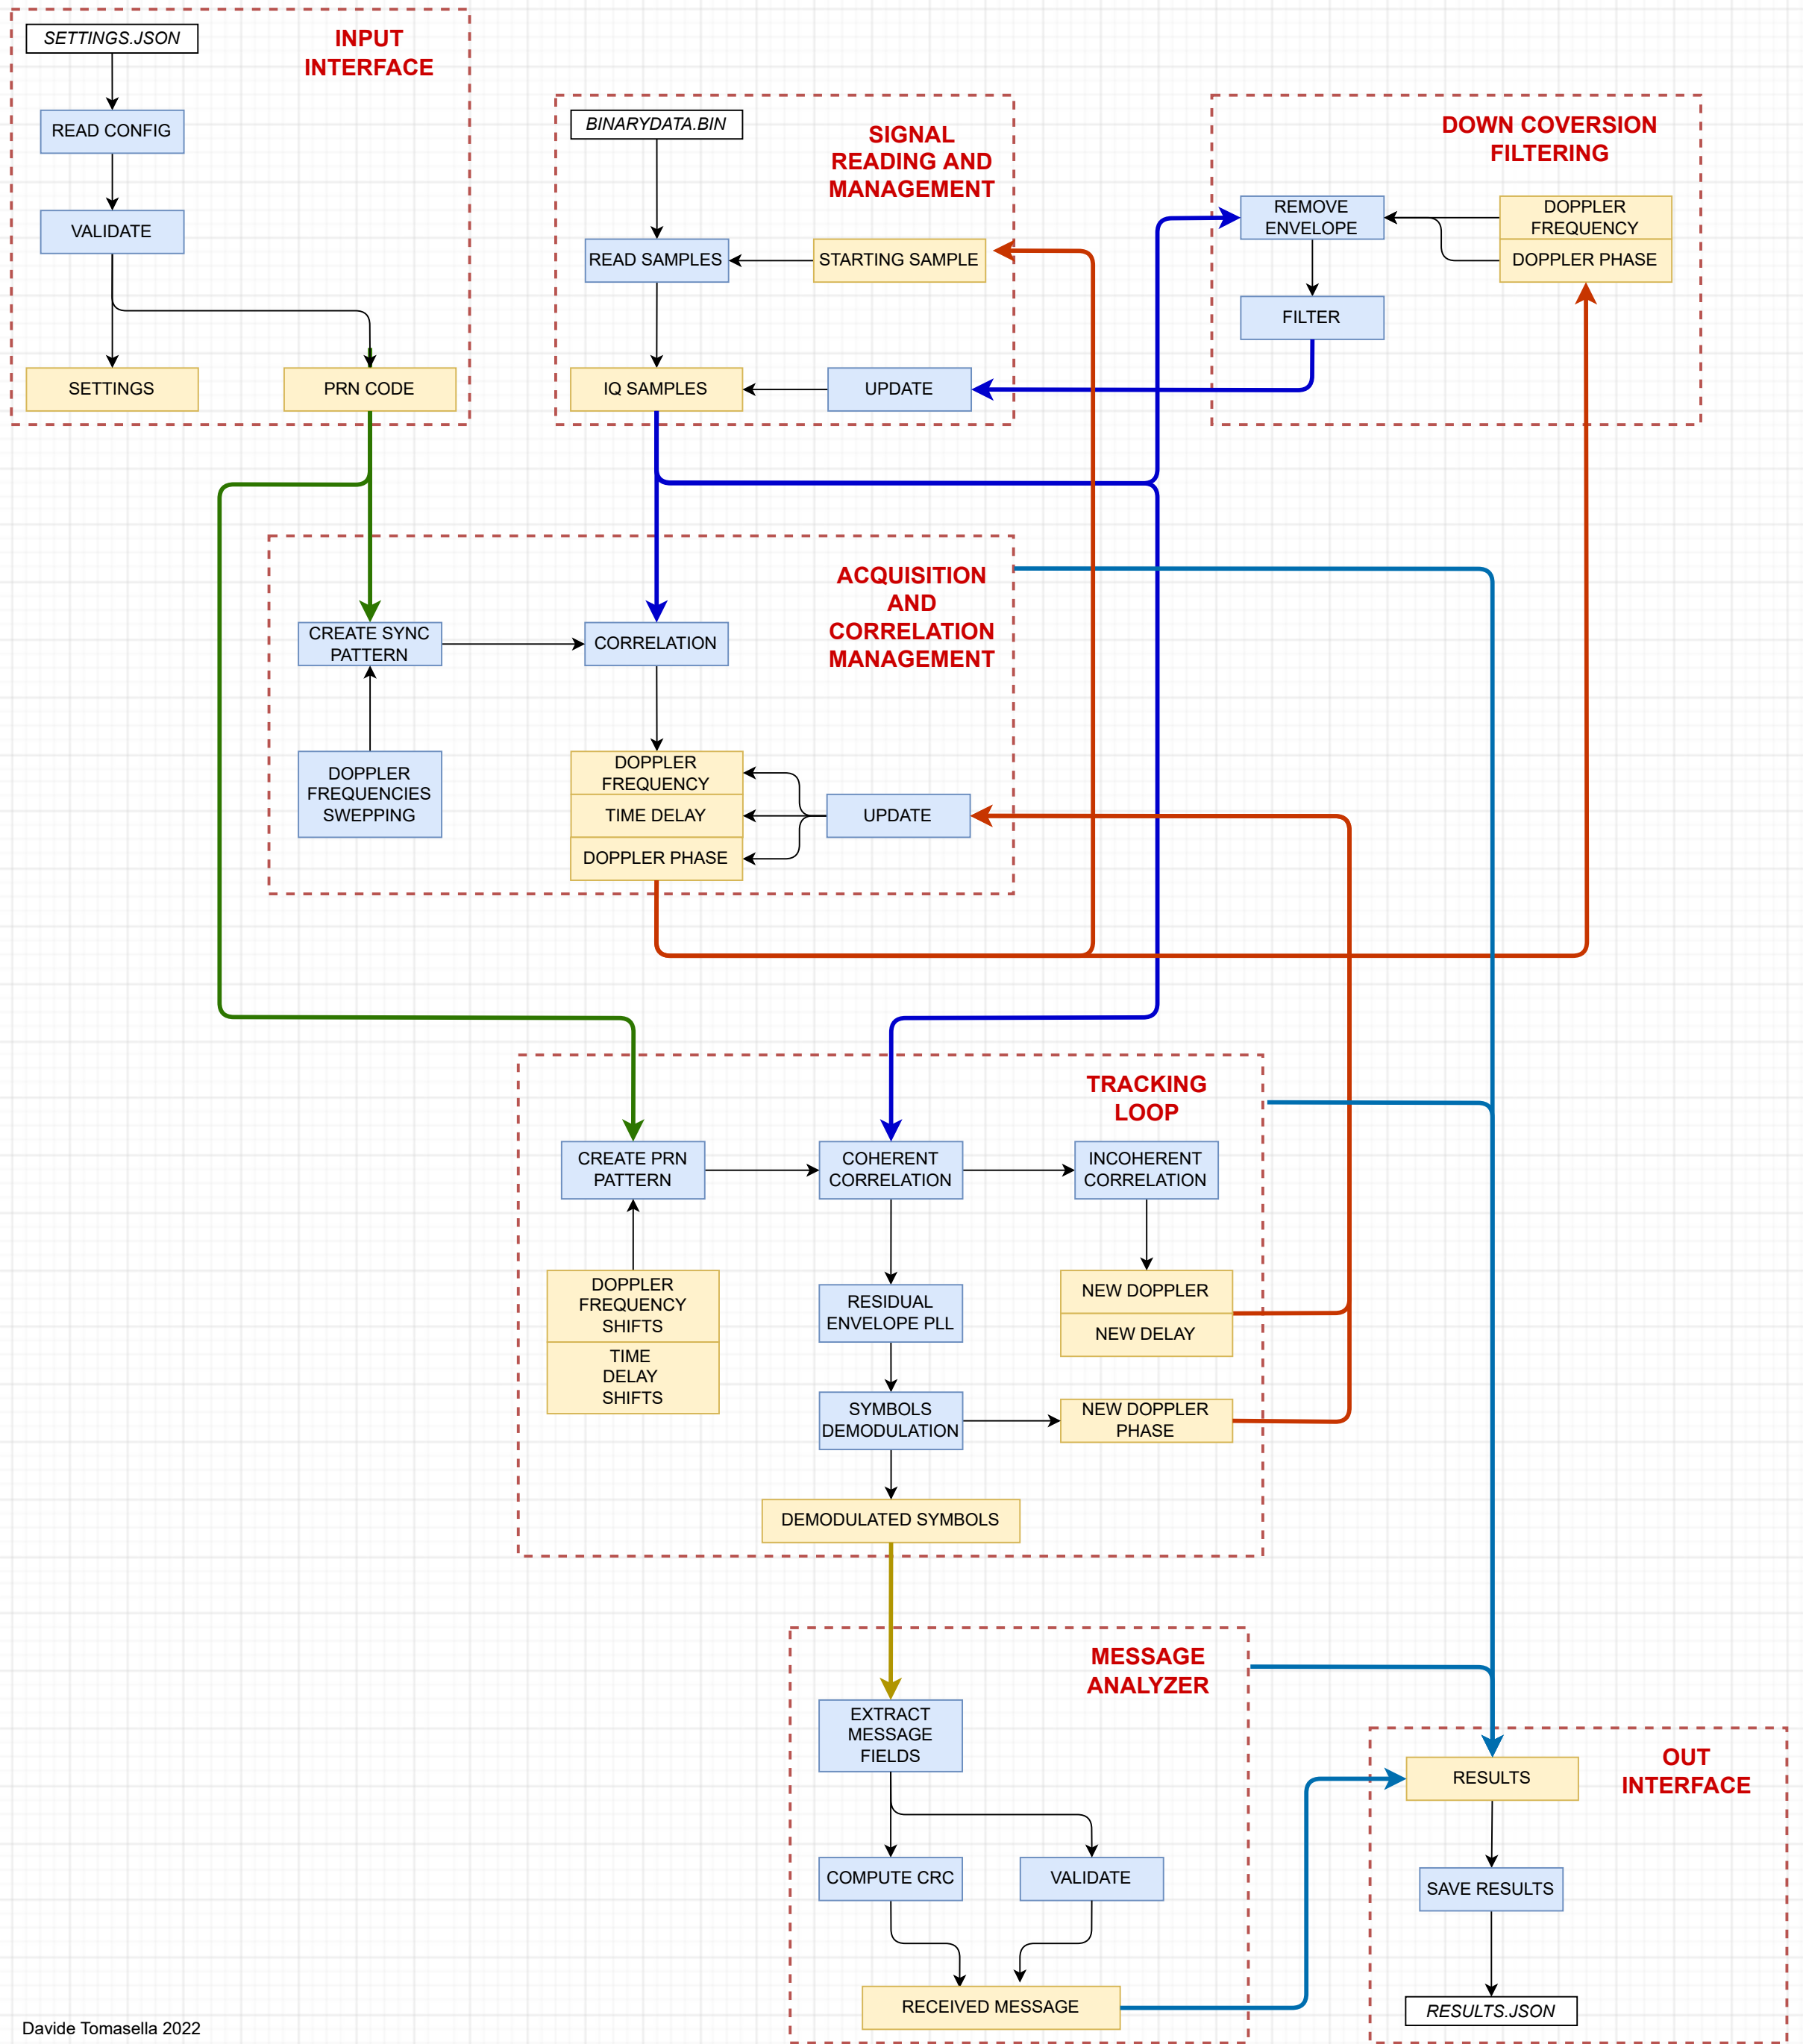 SETTINGS.JSON
INPUT
INTERFACE
READ CONFIG
VALIDATE
SETTINGS
PRN CODE
BINARYDATA.BIN
SIGNAL
READING AND
MANAGEMENT
READ SAMPLES
STARTING SAMPLE
IQ SAMPLES
UPDATE
DOWN COVERSION
FILTERING
REMOVE
ENVELOPE
DOPPLER
FREQUENCY
DOPPLER PHASE
FILTER
ACQUISITION
AND
CORRELATION
MANAGEMENT
CREATE SYNC
PATTERN
CORRELATION
DOPPLER
FREQUENCIES
SWEPPING
DOPPLER
FREQUENCY
TIME DELAY
DOPPLER PHASE
UPDATE
TRACKING
LOOP
CREATE PRN
PATTERN
COHERENT
CORRELATION
INCOHERENT
CORRELATION
DOPPLER
FREQUENCY
SHIFTS
TIME
DELAY
SHIFTS
RESIDUAL
ENVELOPE PLL
NEW DOPPLER
NEW DELAY
SYMBOLS
DEMODULATION
NEW DOPPLER
PHASE
DEMODULATED SYMBOLS
MESSAGE
ANALYZER
EXTRACT
MESSAGE
FIELDS
COMPUTE CRC
VALIDATE
RECEIVED MESSAGE
OUT
INTERFACE
RESULTS
SAVE RESULTS
RESULTS.JSON
Davide Tomasella 2022